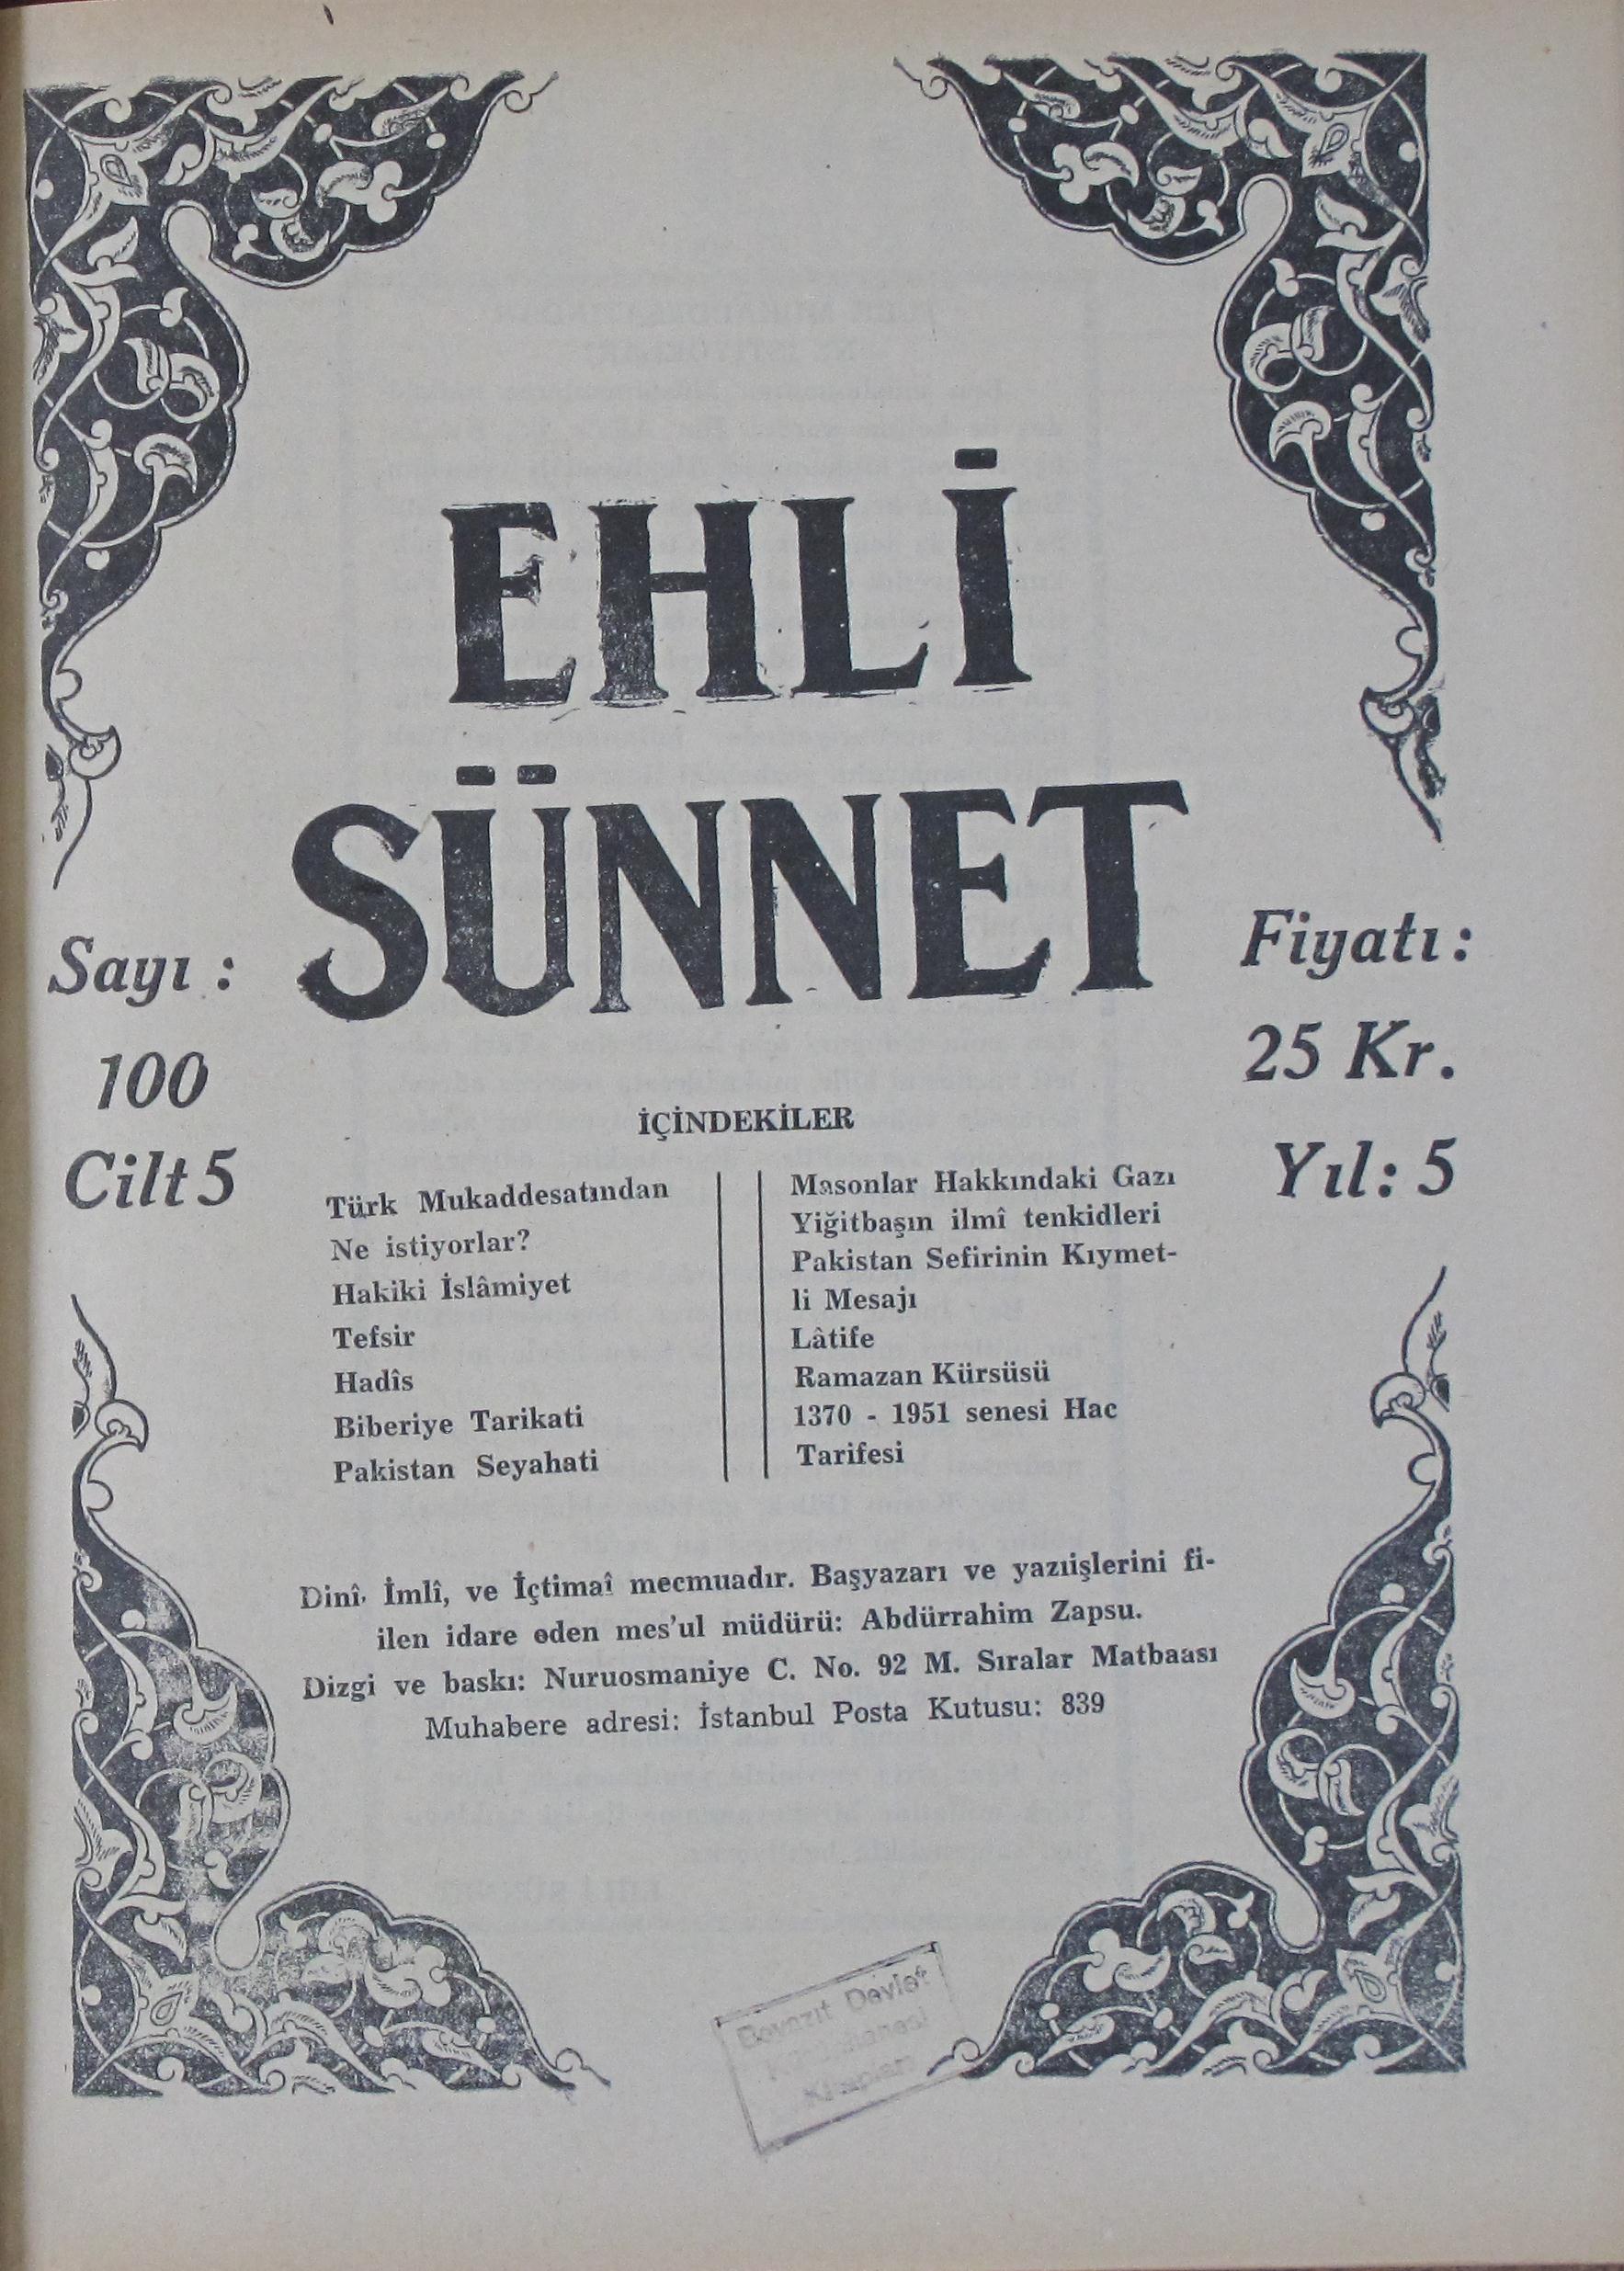 EHLİ
SÜNNET
Sayı :
100
Cilt 5
Fiyatı :
25 Kr.
Yıl: 5
İÇİNDEKİLER
Türk Mukaddesatından
Ne istiyorlar?
Hakiki İslâmiyet
Tefsir
Hadîs
Biberiye Tarikati
Pakistan Seyahati
Masonlar Hakkındaki Gazı
Yiğitbaşın ilmî tenkidleri
Pakistan Sefirinin Kıymet-
li Mesajı
Lâtife
Ramazan Kürsüsü
1370 - 1951 senesi Hac
Tarifesi
Dinî, İmlî, ve İçtimaî mecmuadır. Başyazarı ve yazıişlerini fi-
ilen idare eden mes'ul müdürü: Abdürrahim Zapsu.
Dizgi ve baskı: Nuruosmaniye C. No. 92 M. Sıralar Matbaası
Muhabere adresi: İstanbul Posta Kutusu: 839
Devlet